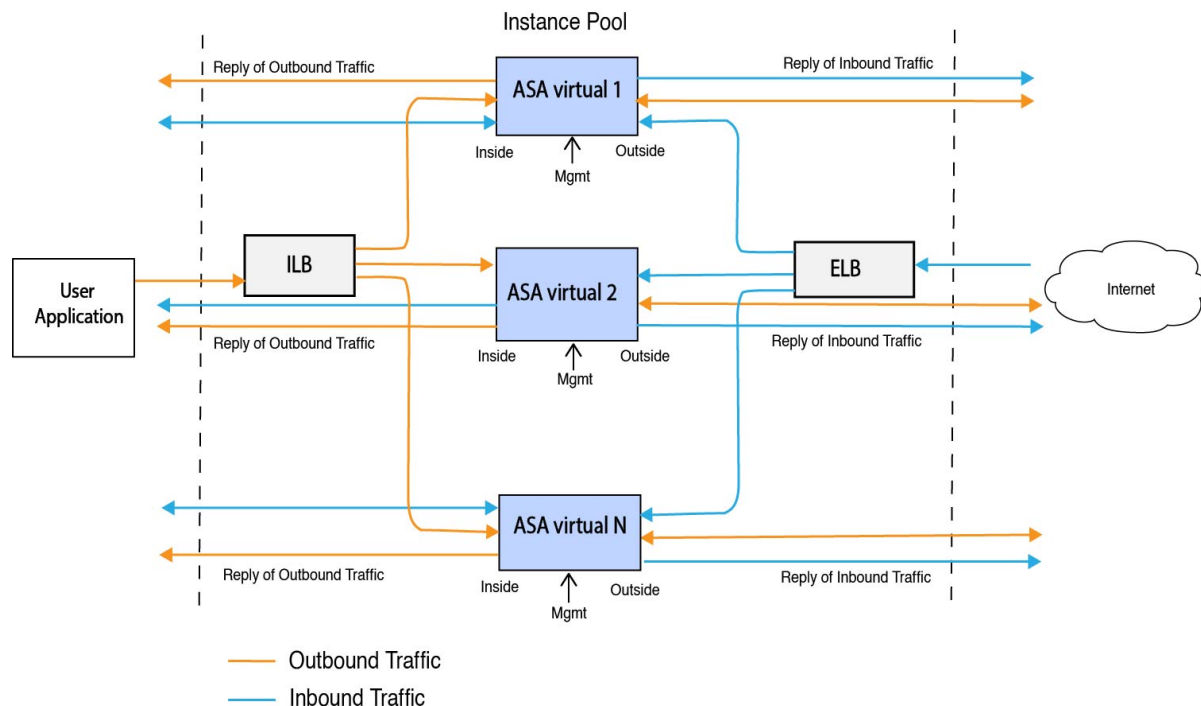 Instance Pool
Reply of Outbound Traffic
ASA virtual 1
Reply of Inbound Traffic
Inside
Outside
Mgmt
User
Application
ILB
ASA virtual 2
ELB
Internet
Reply of Outbound Traffic
Inside
Outside
Reply of Inbound Traffic
Mgmt
ASA virtual N
Reply of Outbound Traffic
Inside
Outside
Reply of Inbound Traffic
Mgmt
Outbound Traffic
Inbound Traffic